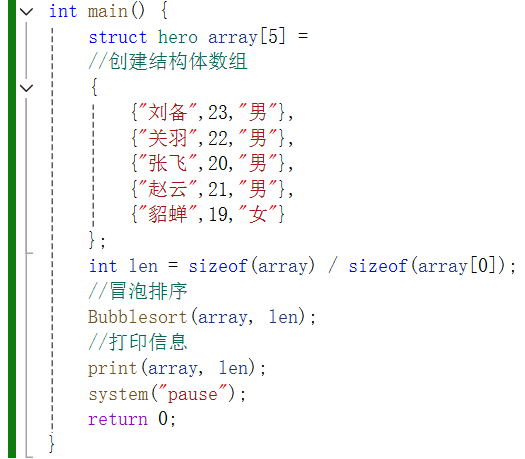 int main() {
struct hero array[5] =
//创建结构体数组
{
{"刘备",23,"男"},
{"关羽",22,"男"},
{"张飞",20,"男"},
{"赵云",21,"男"},
{"貂蝉",19,"女"}
};
int len = sizeof(array) / sizeof(array[0]);
//冒泡排序
Bubblesort(array, len);
//打印信息
print(array, len);
system("pause");
return 0;
}